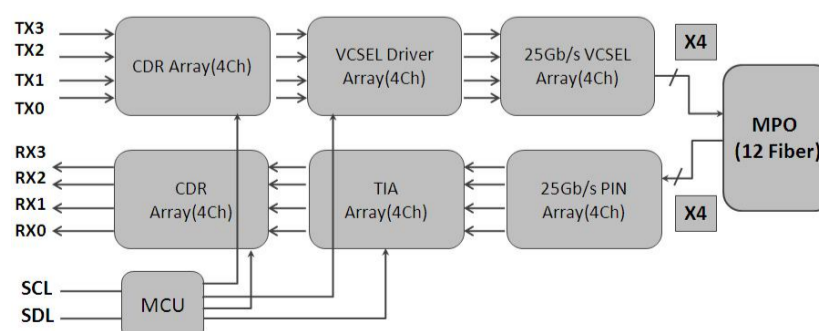 TX3
TX2
TX1
TX0
CDR Array(4Ch)
VCSEL Driver
Array(4Ch)
25Gb/s VCSEL
Array(4Ch)
X4
MPO
(12 Fiber)
RX3
RX2
RX1
RX0
CDR
Array(4Ch)
TIA
Array(4Ch)
25Gb/s PIN
Array(4Ch)
X4
SCL
SDL
MCU